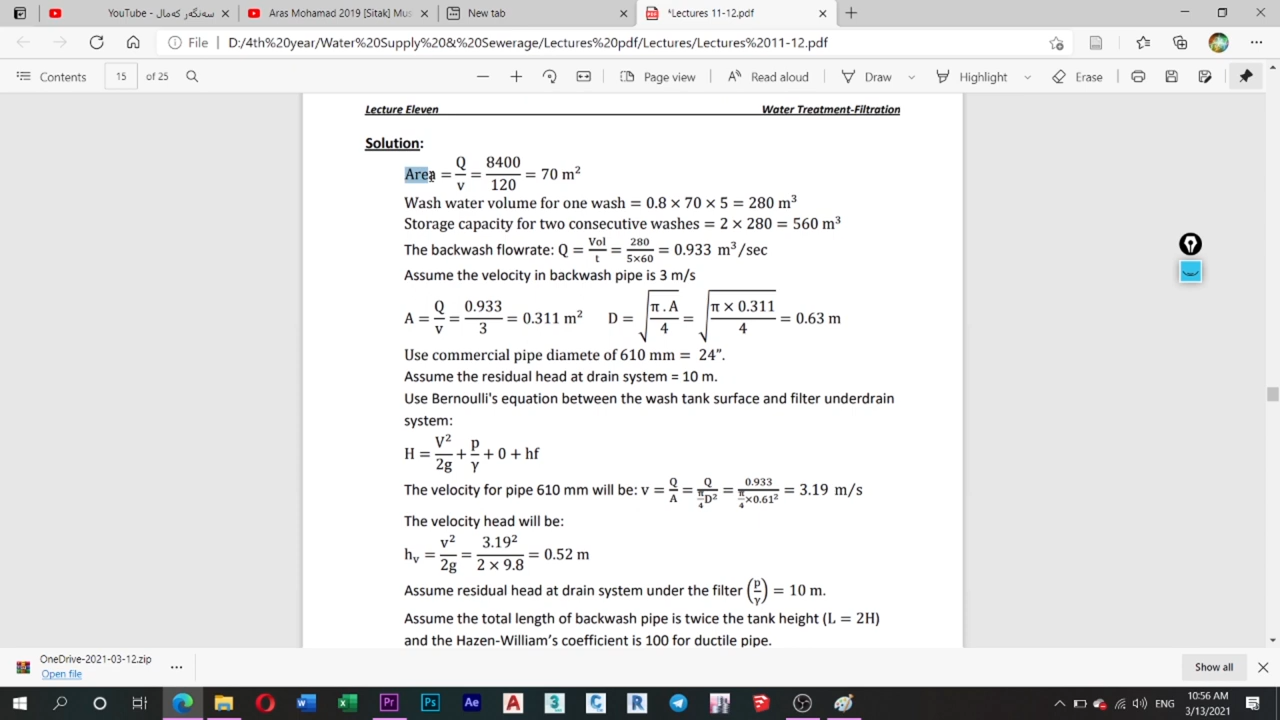 سەنگەر کەمال - YouTube
Aras Mohamad 2019 [Sitak] Mus
New tab
*Lectures 11-12.pdf
File
D:/4th%20year/Water%20Supply%20&%20Sewerage/Lectures%20pdf/Lectures/Lectures%2011-12.pdf
Contents
15
of 25
Page view
Read aloud
Draw
Highlight
Erase
Lecture Eleven
Water Treatment-Filtration
Solution:
Area = Q/v = 8400/120 = 70 m²
Wash water volume for one wash = 0.8 × 70 × 5 = 280 m³
Storage capacity for two consecutive washes = 2 × 280 = 560 m³
The backwash flowrate: Q = Vol/t = 280/(5×60) = 0.933 m³/sec
Assume the velocity in backwash pipe is 3 m/s
A = Q/v = 0.933/3 = 0.311 m² D = √(π . A/4) = √(π × 0.311/4) = 0.63 m
Use commercial pipe diamete of 610 mm = 24”.
Assume the residual head at drain system = 10 m.
Use Bernoulli's equation between the wash tank surface and filter underdrain
system:
H = V²/2g + p/γ + 0 + hf
The velocity for pipe 610 mm will be: v = Q/A = Q/(π/4 D²) = 0.933/(π/4 ×0.61²) = 3.19 m/s
The velocity head will be:
hᵥ = v²/2g = 3.19²/(2 × 9.8) = 0.52 m
Assume residual head at drain system under the filter (p/γ) = 10 m.
Assume the total length of backwash pipe is twice the tank height (L = 2H)
and the Hazen-William’s coefficient is 100 for ductile pipe.
OneDrive-2021-03-12.zip
Open file
Show all
ENG
10:56 AM
3/13/2021